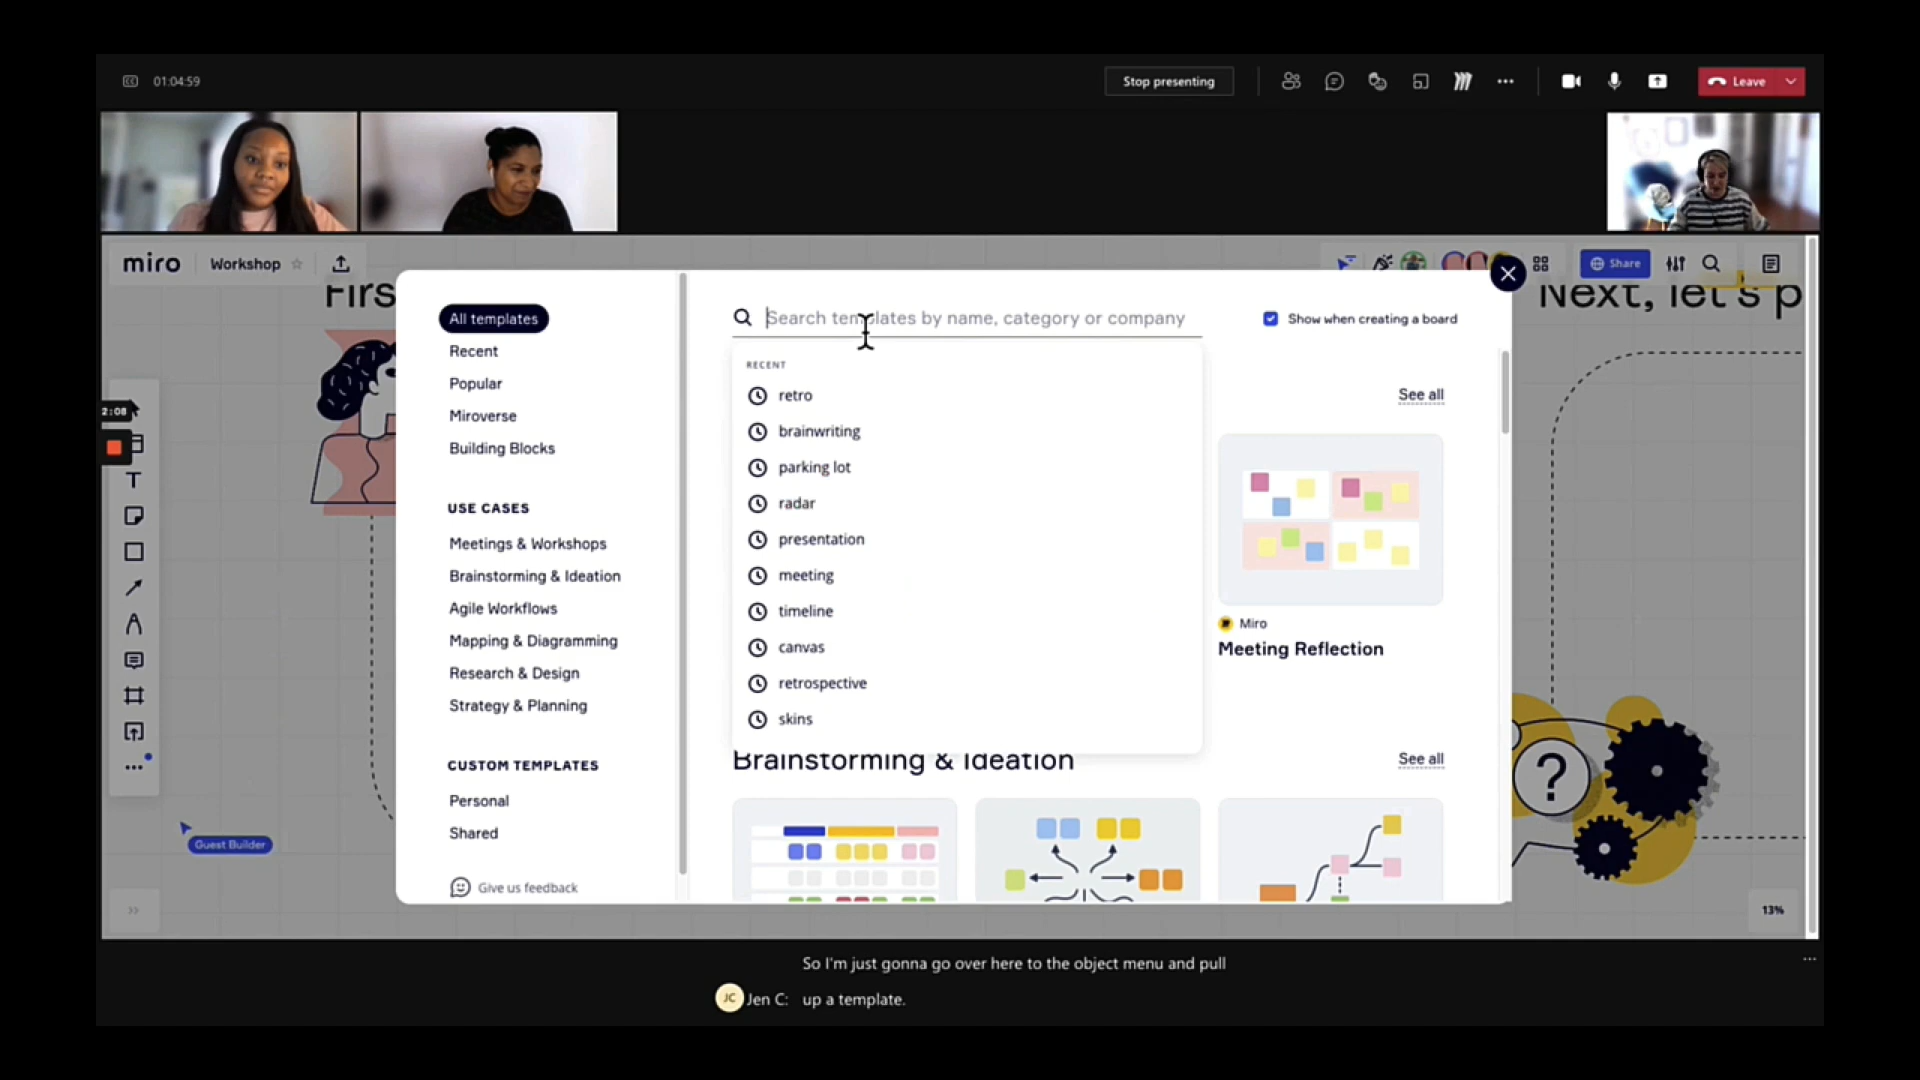 01:04:59
Stop presenting
Leave
miro
Workshop
Share
First
Next, let's p
All templates
Recent
Popular
Miroverse
Building Blocks
USE CASES
Meetings & Workshops
Brainstorming & Ideation
Agile Workflows
Mapping & Diagramming
Research & Design
Strategy & Planning
CUSTOM TEMPLATES
Personal
Shared
Give us feedback
Search templates by name, category or company
Show when creating a board
RECENT
retro
brainwriting
parking lot
radar
presentation
meeting
timeline
canvas
retrospective
skins
See all
Miro
Meeting Reflection
Brainstorming & Ideation
See all
2:08
Guest Builder
?
13%
So I'm just gonna go over here to the object menu and pull
JC Jen C: up a template.